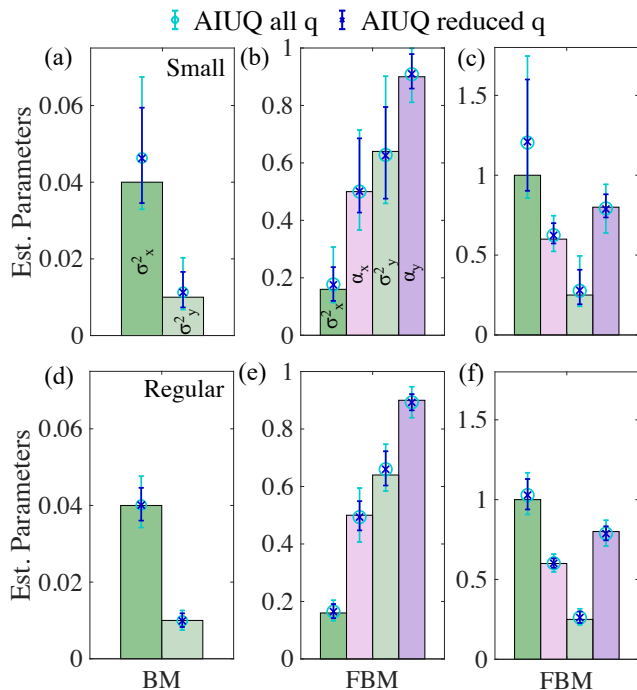 AIUQ all q AIUQ reduced q
(a) Small
(b)
(c)
Est. Parameters
0.06
0.04
0.02
0
σ²ₓ
σ²ᵧ
1
0.8
0.6
0.4
0.2
0
σ²ₓ
αₓ
σ²ᵧ
αᵧ
1.5
1
0.5
0
(d) Regular
(e)
(f)
Est. Parameters
0.06
0.04
0.02
0
1
0.8
0.6
0.4
0.2
0
1.5
1
0.5
0
BM FBM FBM